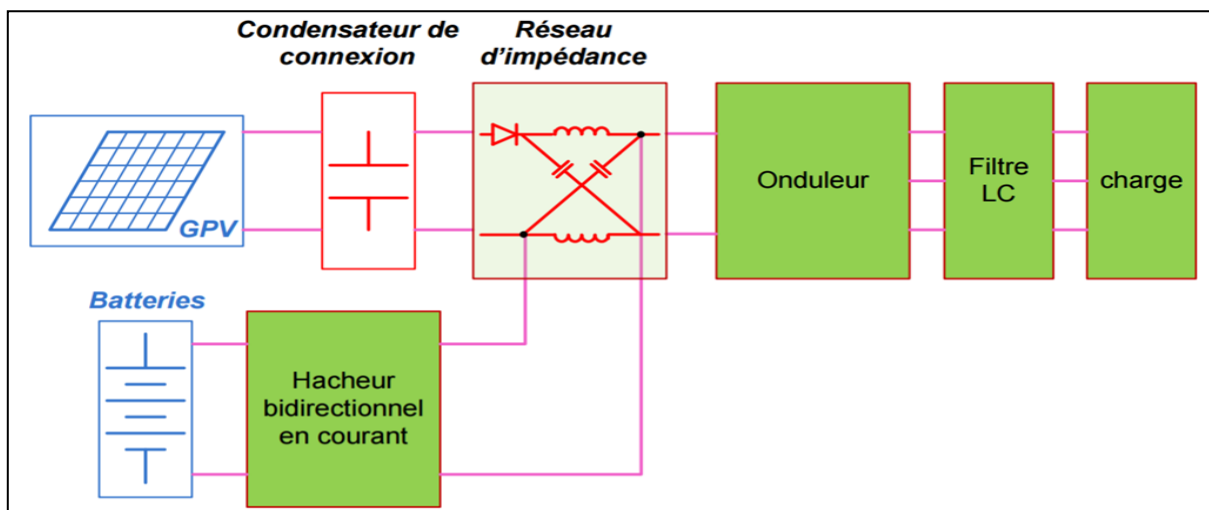 Condensateur de
connexion
Réseau
d’impédance
GPV
Onduleur
Filtre
LC
charge
Batteries
Hacheur
bidirectionnel
en courant